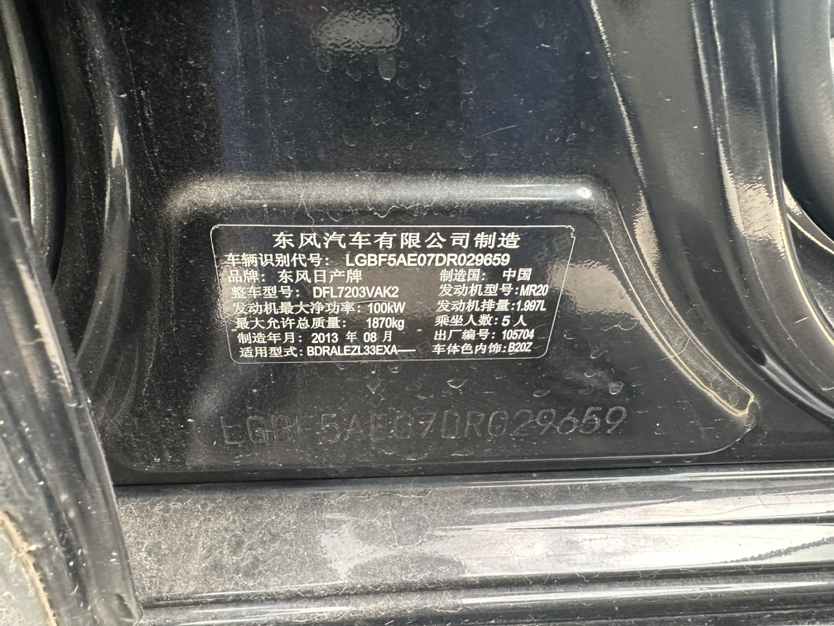 东风汽车有限公司制造
车辆识别代号: LGBF5AE07DR029659
品牌: 东风日产牌 制造国: 中国
整车型号: DFL7203VAK2 发动机型号: MR20
发动机最大净功率: 100kW 发动机排量: 1.997L
最大允许总质量: 1870kg 乘坐人数: 5 人
制造年月: 2013 年 08 月 出厂编号: 105704
适用型式: BDRALEZL33EXA— 车体色内饰: B20Z
LGBF5AE07DR029659